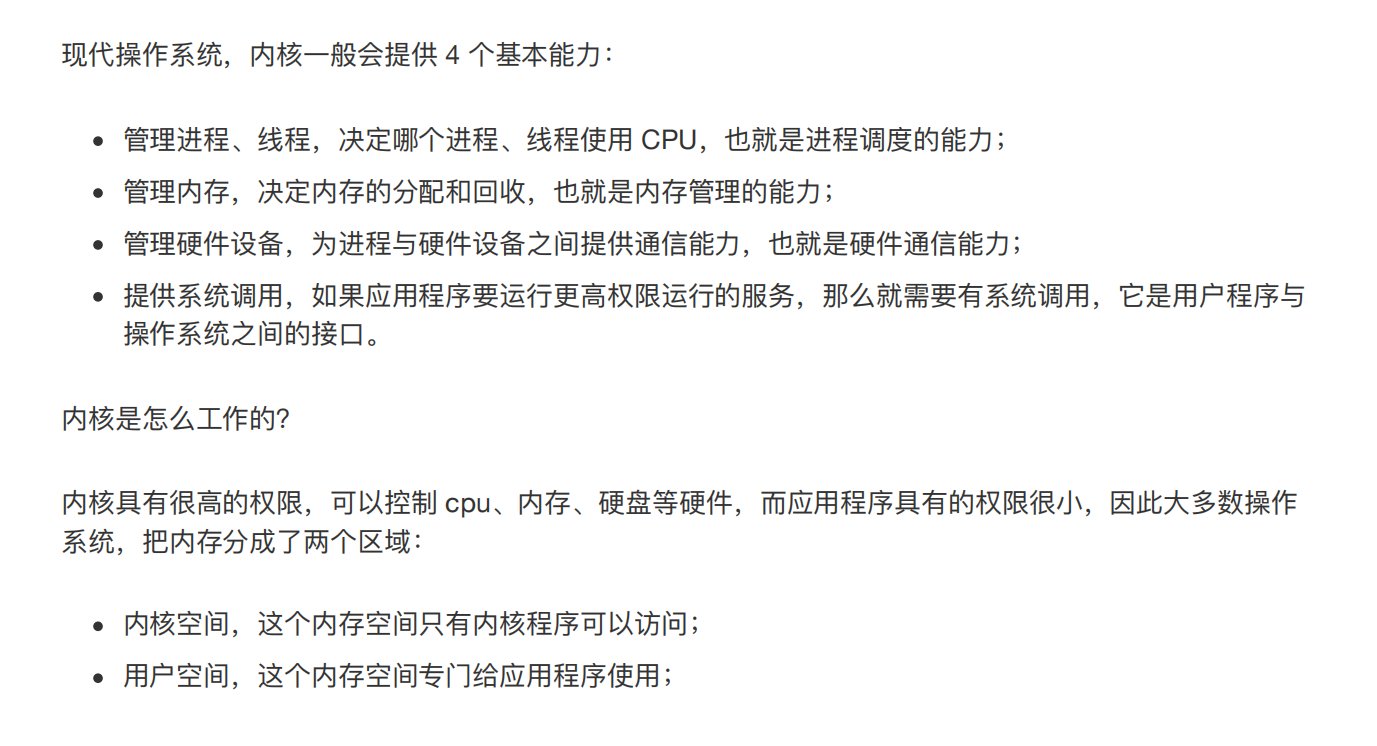 现代操作系统，内核一般会提供 4 个基本能力：
• 管理进程、线程，决定哪个进程、线程使用 CPU，也就是进程调度的能力；
• 管理内存，决定内存的分配和回收，也就是内存管理的能力；
• 管理硬件设备，为进程与硬件设备之间提供通信能力，也就是硬件通信能力；
• 提供系统调用，如果应用程序要运行更高权限运行的服务，那么就需要有系统调用，它是用户程序与
操作系统之间的接口。
内核是怎么工作的？
内核具有很高的权限，可以控制 cpu、内存、硬盘等硬件，而应用程序具有的权限很小，因此大多数操作
系统，把内存分成了两个区域：
• 内核空间，这个内存空间只有内核程序可以访问；
• 用户空间，这个内存空间专门给应用程序使用；